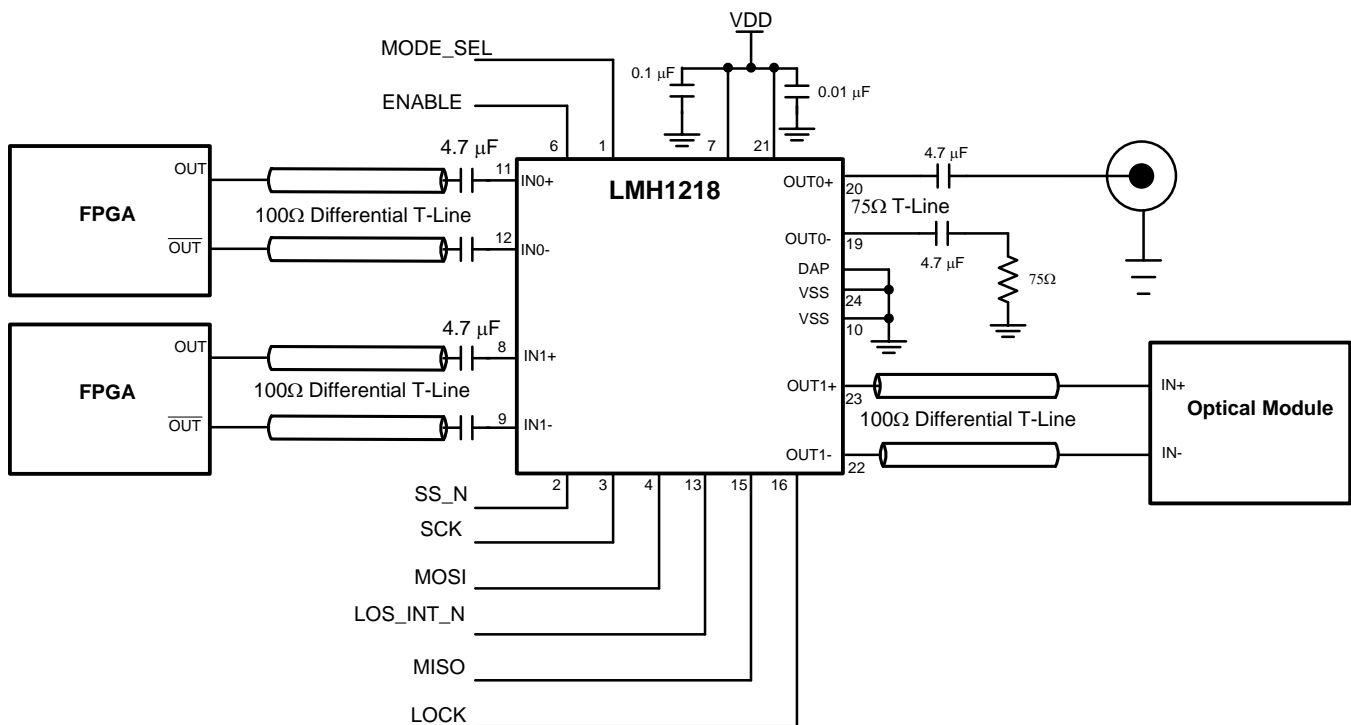 VDD
MODE_SEL
0.1 μF
0.01 μF
ENABLE
6
1
7
21
4.7 μF
11
OUT
IN0+
LMH1218
OUT0+
20
4.7 μF
FPGA
100Ω Differential T-Line
75Ω T-Line
OUT
12
IN0-
OUT0-
19
4.7 μF
75Ω
DAP
VSS
24
VSS
10
4.7 μF
OUT
8
IN1+
FPGA
100Ω Differential T-Line
OUT
9
IN1-
OUT1+
23
100Ω Differential T-Line
OUT1-
22
IN+
Optical Module
IN-
2
3
4
13
15
16
SS_N
SCK
MOSI
LOS_INT_N
MISO
LOCK